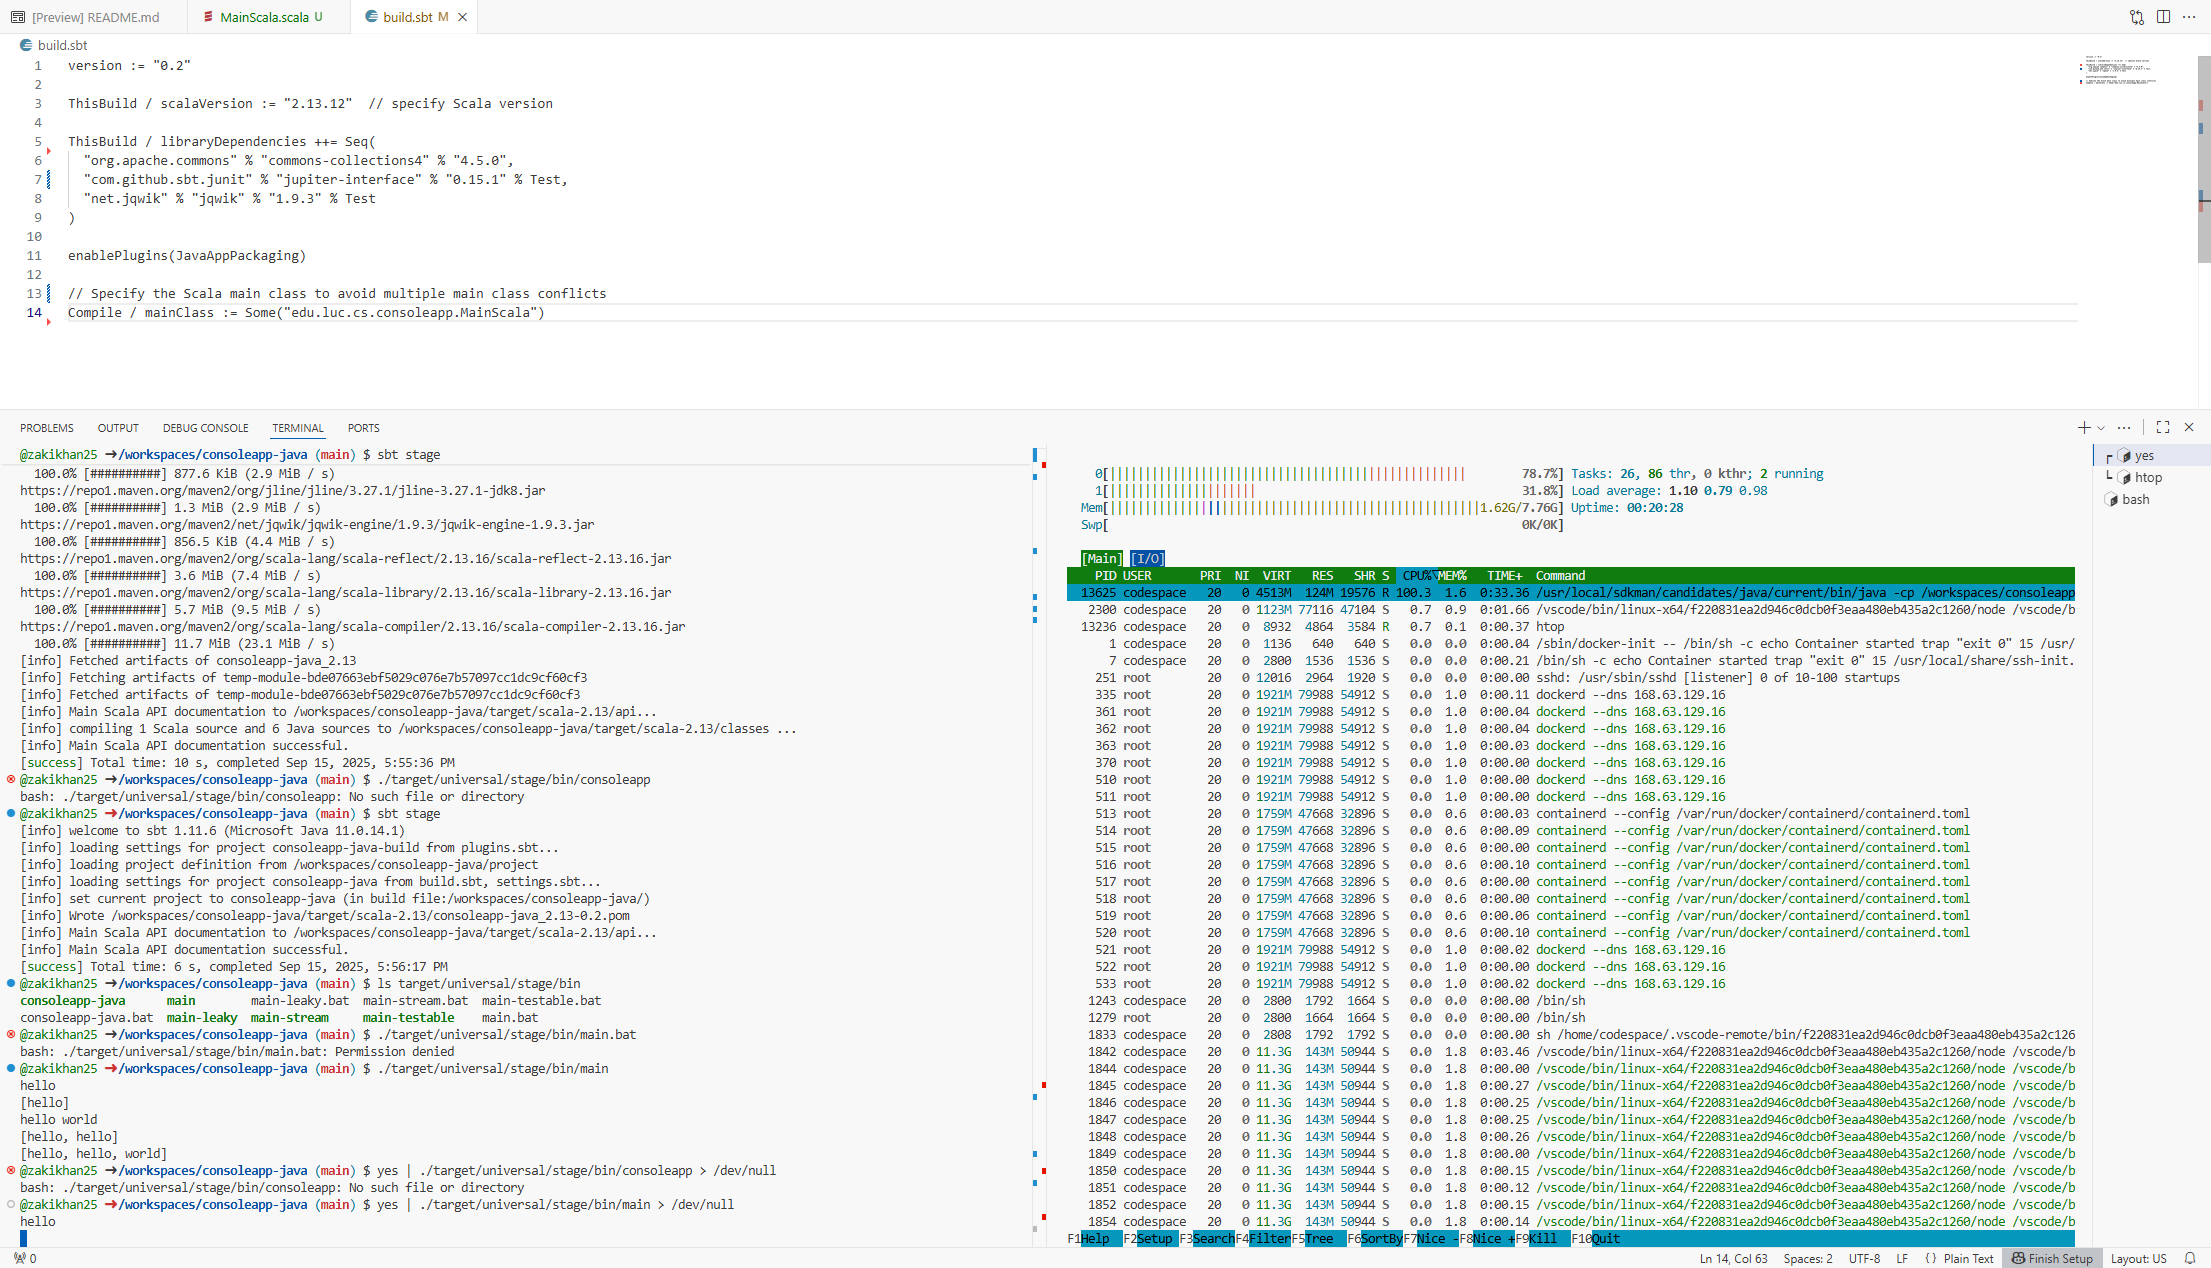 [Preview] README.md
MainScala.scala U
build.sbt M
build.sbt
1 version := "0.2"
2
3 ThisBuild / scalaVersion := "2.13.12"  // specify Scala version
4
5 ThisBuild / libraryDependencies ++= Seq(
6   "org.apache.commons" % "commons-collections4" % "4.5.0",
7   "com.github.sbt.junit" % "jupiter-interface" % "0.15.1" % Test,
8   "net.jqwik" % "jqwik" % "1.9.3" % Test
9 )
10
11 enablePlugins(JavaAppPackaging)
12
13 // Specify the Scala main class to avoid multiple main class conflicts
14 Compile / mainClass := Some("edu.luc.cs.consoleapp.MainScala")
PROBLEMS OUTPUT DEBUG CONSOLE TERMINAL PORTS
@zakikhan25 ➜/workspaces/consoleapp-java (main) $ sbt stage
100.0% [##########] 877.6 KiB (2.9 MiB / s)
https://repo1.maven.org/maven2/org/jline/jline/3.27.1/jline-3.27.1-jdk8.jar
100.0% [##########] 1.3 MiB (2.9 MiB / s)
https://repo1.maven.org/maven2/net/jqwik/jqwik-engine/1.9.3/jqwik-engine-1.9.3.jar
100.0% [##########] 856.5 KiB (4.4 MiB / s)
https://repo1.maven.org/maven2/org/scala-lang/scala-reflect/2.13.16/scala-reflect-2.13.16.jar
100.0% [##########] 3.6 MiB (7.4 MiB / s)
https://repo1.maven.org/maven2/org/scala-lang/scala-library/2.13.16/scala-library-2.13.16.jar
100.0% [##########] 5.7 MiB (9.5 MiB / s)
https://repo1.maven.org/maven2/org/scala-lang/scala-compiler/2.13.16/scala-compiler-2.13.16.jar
100.0% [##########] 11.7 MiB (23.1 MiB / s)
[info] Fetched artifacts of consoleapp-java_2.13
[info] Fetching artifacts of temp-module-bde07663ebf5029c076e7b57097cc1dc9cf60cf3
[info] Fetched artifacts of temp-module-bde07663ebf5029c076e7b57097cc1dc9cf60cf3
[info] Main Scala API documentation to /workspaces/consoleapp-java/target/scala-2.13/api...
[info] compiling 1 Scala source and 6 Java sources to /workspaces/consoleapp-java/target/scala-2.13/classes ...
[info] Main Scala API documentation successful.
[success] Total time: 10 s, completed Sep 15, 2025, 5:55:36 PM
@zakikhan25 ➜/workspaces/consoleapp-java (main) $ ./target/universal/stage/bin/consoleapp
bash: ./target/universal/stage/bin/consoleapp: No such file or directory
@zakikhan25 ➜/workspaces/consoleapp-java (main) $ sbt stage
[info] welcome to sbt 1.11.6 (Microsoft Java 11.0.14.1)
[info] loading settings for project consoleapp-java-build from plugins.sbt...
[info] loading project definition from /workspaces/consoleapp-java/project
[info] loading settings for project consoleapp-java from build.sbt, settings.sbt...
[info] set current project to consoleapp-java (in build file:/workspaces/consoleapp-java/)
[info] Wrote /workspaces/consoleapp-java/target/scala-2.13/consoleapp-java_2.13-0.2.pom
[info] Main Scala API documentation to /workspaces/consoleapp-java/target/scala-2.13/api...
[info] Main Scala API documentation successful.
[success] Total time: 6 s, completed Sep 15, 2025, 5:56:17 PM
@zakikhan25 ➜/workspaces/consoleapp-java (main) $ ls target/universal/stage/bin
consoleapp-java main main-leaky.bat main-stream.bat main-testable.bat
consoleapp-java.bat main-leaky main-stream main-testable main.bat
@zakikhan25 ➜/workspaces/consoleapp-java (main) $ ./target/universal/stage/bin/main.bat
bash: ./target/universal/stage/bin/main.bat: Permission denied
@zakikhan25 ➜/workspaces/consoleapp-java (main) $ ./target/universal/stage/bin/main
hello
[hello]
hello world
[hello, hello]
[hello, hello, world]
@zakikhan25 ➜/workspaces/consoleapp-java (main) $ yes | ./target/universal/stage/bin/consoleapp > /dev/null
bash: ./target/universal/stage/bin/consoleapp: No such file or directory
@zakikhan25 ➜/workspaces/consoleapp-java (main) $ yes | ./target/universal/stage/bin/main > /dev/null
hello
0[ 78.7%] Tasks: 26, 86 thr, 0 kthr; 2 running
1[ 31.8%] Load average: 1.10 0.79 0.98
Mem[ 1.62G/7.76G] Uptime: 00:20:28
Swp[ 0K/0K]
[Main] [I/O]
PID USER PRI NI VIRT RES SHR S CPU%▽MEM% TIME+ Command
13625 codespace 20 0 4513M 124M 19576 R 100.3 1.6 0:33.36 /usr/local/sdkman/candidates/java/current/bin/java -cp /workspaces/consoleapp
2300 codespace 20 0 1123M 77116 47104 S 0.7 0.9 0:01.66 /vscode/bin/linux-x64/f220831ea2d946c0dcb0f3eaa480eb435a2c1260/node /vscode/b
13236 codespace 20 0 8932 4864 3584 R 0.7 0.1 0:00.37 htop
1 codespace 20 0 1136 640 640 S 0.0 0.0 0:00.04 /sbin/docker-init -- /bin/sh -c echo Container started trap "exit 0" 15 /usr/
7 codespace 20 0 2800 1536 1536 S 0.0 0.0 0:00.21 /bin/sh -c echo Container started trap "exit 0" 15 /usr/local/share/ssh-init.
251 root 20 0 12016 2964 1920 S 0.0 0.0 0:00.00 sshd: /usr/sbin/sshd [listener] 0 of 10-100 startups
335 root 20 0 1921M 79988 54912 S 0.0 1.0 0:00.11 dockerd --dns 168.63.129.16
361 root 20 0 1921M 79988 54912 S 0.0 1.0 0:00.04 dockerd --dns 168.63.129.16
362 root 20 0 1921M 79988 54912 S 0.0 1.0 0:00.04 dockerd --dns 168.63.129.16
363 root 20 0 1921M 79988 54912 S 0.0 1.0 0:00.03 dockerd --dns 168.63.129.16
370 root 20 0 1921M 79988 54912 S 0.0 1.0 0:00.00 dockerd --dns 168.63.129.16
510 root 20 0 1921M 79988 54912 S 0.0 1.0 0:00.00 dockerd --dns 168.63.129.16
511 root 20 0 1921M 79988 54912 S 0.0 1.0 0:00.00 dockerd --dns 168.63.129.16
513 root 20 0 1759M 47668 32896 S 0.0 0.6 0:00.03 containerd --config /var/run/docker/containerd/containerd.toml
514 root 20 0 1759M 47668 32896 S 0.0 0.6 0:00.09 containerd --config /var/run/docker/containerd/containerd.toml
515 root 20 0 1759M 47668 32896 S 0.0 0.6 0:00.00 containerd --config /var/run/docker/containerd/containerd.toml
516 root 20 0 1759M 47668 32896 S 0.0 0.6 0:00.10 containerd --config /var/run/docker/containerd/containerd.toml
517 root 20 0 1759M 47668 32896 S 0.0 0.6 0:00.00 containerd --config /var/run/docker/containerd/containerd.toml
518 root 20 0 1759M 47668 32896 S 0.0 0.6 0:00.00 containerd --config /var/run/docker/containerd/containerd.toml
519 root 20 0 1759M 47668 32896 S 0.0 0.6 0:00.06 containerd --config /var/run/docker/containerd/containerd.toml
520 root 20 0 1759M 47668 32896 S 0.0 0.6 0:00.10 containerd --config /var/run/docker/containerd/containerd.toml
521 root 20 0 1921M 79988 54912 S 0.0 1.0 0:00.02 dockerd --dns 168.63.129.16
522 root 20 0 1921M 79988 54912 S 0.0 1.0 0:00.00 dockerd --dns 168.63.129.16
533 root 20 0 1921M 79988 54912 S 0.0 1.0 0:00.02 dockerd --dns 168.63.129.16
1243 codespace 20 0 2800 1792 1664 S 0.0 0.0 0:00.00 /bin/sh
1279 root 20 0 2800 1664 1664 S 0.0 0.0 0:00.00 /bin/sh
1833 codespace 20 0 2808 1792 1792 S 0.0 0.0 0:00.00 sh /home/codespace/.vscode-remote/bin/f220831ea2d946c0dcb0f3eaa480eb435a2c126
1842 codespace 20 0 11.3G 143M 50944 S 0.0 1.8 0:03.46 /vscode/bin/linux-x64/f220831ea2d946c0dcb0f3eaa480eb435a2c1260/node /vscode/b
1844 codespace 20 0 11.3G 143M 50944 S 0.0 1.8 0:00.00 /vscode/bin/linux-x64/f220831ea2d946c0dcb0f3eaa480eb435a2c1260/node /vscode/b
1845 codespace 20 0 11.3G 143M 50944 S 0.0 1.8 0:00.27 /vscode/bin/linux-x64/f220831ea2d946c0dcb0f3eaa480eb435a2c1260/node /vscode/b
1846 codespace 20 0 11.3G 143M 50944 S 0.0 1.8 0:00.25 /vscode/bin/linux-x64/f220831ea2d946c0dcb0f3eaa480eb435a2c1260/node /vscode/b
1847 codespace 20 0 11.3G 143M 50944 S 0.0 1.8 0:00.25 /vscode/bin/linux-x64/f220831ea2d946c0dcb0f3eaa480eb435a2c1260/node /vscode/b
1848 codespace 20 0 11.3G 143M 50944 S 0.0 1.8 0:00.26 /vscode/bin/linux-x64/f220831ea2d946c0dcb0f3eaa480eb435a2c1260/node /vscode/b
1849 codespace 20 0 11.3G 143M 50944 S 0.0 1.8 0:00.00 /vscode/bin/linux-x64/f220831ea2d946c0dcb0f3eaa480eb435a2c1260/node /vscode/b
1850 codespace 20 0 11.3G 143M 50944 S 0.0 1.8 0:00.15 /vscode/bin/linux-x64/f220831ea2d946c0dcb0f3eaa480eb435a2c1260/node /vscode/b
1851 codespace 20 0 11.3G 143M 50944 S 0.0 1.8 0:00.12 /vscode/bin/linux-x64/f220831ea2d946c0dcb0f3eaa480eb435a2c1260/node /vscode/b
1852 codespace 20 0 11.3G 143M 50944 S 0.0 1.8 0:00.15 /vscode/bin/linux-x64/f220831ea2d946c0dcb0f3eaa480eb435a2c1260/node /vscode/b
1854 codespace 20 0 11.3G 143M 50944 S 0.0 1.8 0:00.14 /vscode/bin/linux-x64/f220831ea2d946c0dcb0f3eaa480eb435a2c1260/node /vscode/b
F1Help F2Setup F3SearchF4FilterF5Tree F6SortByF7Nice -F8Nice +F9Kill F10Quit
yes
htop
bash
0
Ln 14, Col 63 Spaces: 2 UTF-8 LF {} Plain Text Finish Setup Layout: US